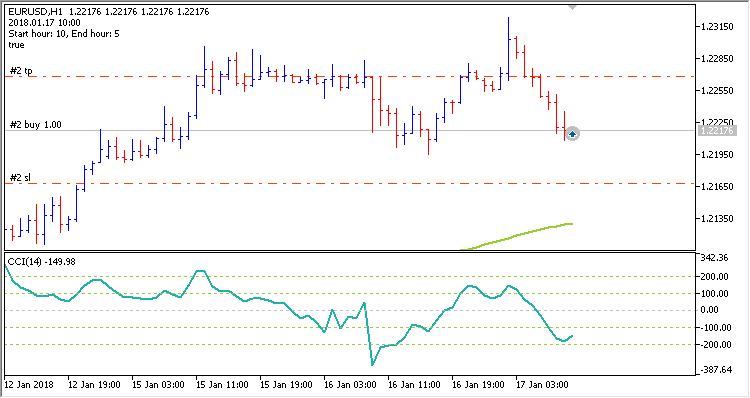 EURUSD,H1 1.22176 1.22176 1.22176 1.22176
2018.01.17 10:00
Start hour: 10, End hour: 5
true
#2 tp
#2 buy 1.00
#2 sl
1.23150
1.22850
1.22550
1.22250
1.22176
1.21950
1.21650
1.21350
CCI(14) -149.98
342.36
200.00
100.00
0.00
-100.00
-200.00
-387.64
12 Jan 2018
12 Jan 19:00
15 Jan 03:00
15 Jan 11:00
15 Jan 19:00
16 Jan 03:00
16 Jan 11:00
16 Jan 19:00
17 Jan 03:00